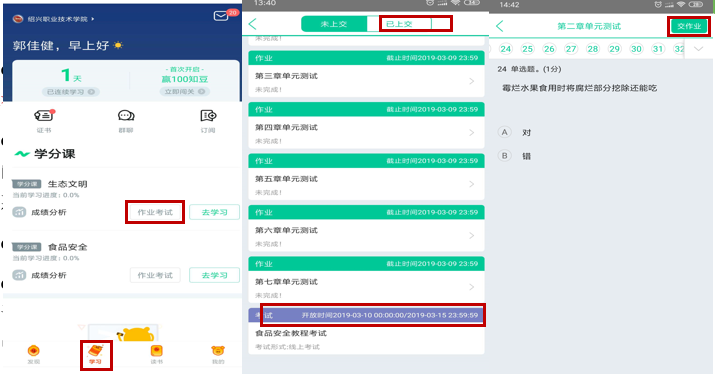 绍兴职业技术学院
20
郭佳健，早上好
1天
已连续学习
·首次开启·
赢100知豆
立即闯关
证书
群聊
订阅
学分课
学分课 生态文明
当前学习进度：0.0%
成绩分析
作业考试
去学习
学分课 食品安全
当前学习进度：0.0%
成绩分析
作业考试
去学习
发现
学习
读书
我的
13:40
未上交
已上交
未完成！
作业 截止时间2019-03-09 23:59
第三章单元测试
未完成！
作业 截止时间2019-03-09 23:59
第四章单元测试
未完成！
作业 截止时间2019-03-09 23:59
第五章单元测试
未完成！
作业 截止时间2019-03-09 23:59
第六章单元测试
未完成！
作业 截止时间2019-03-09 23:59
第七章单元测试
未完成！
考试 开放时间2019-03-10 00:00:00/2019-03-15 23:59:59
食品安全教程考试
考试形式:线上考试
14:42
第二章单元测试
交作业
24 25 26 27 28 29 30 31 32
24 单选题。(1分)
霉烂水果食用时将腐烂部分挖除还能吃
A 对
B 错